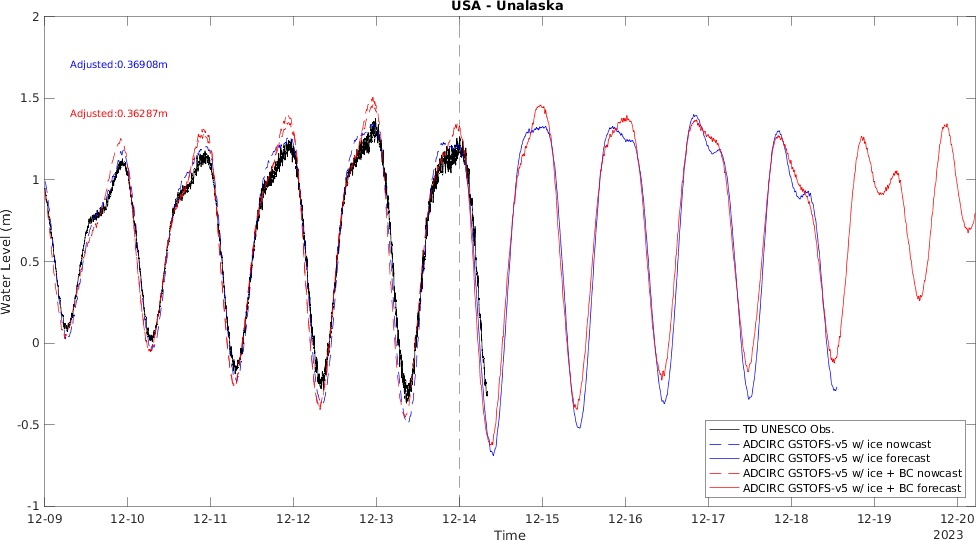 USA - Unalaska
2
1.5
1
0.5
0
-0.5
-1
Water Level (m)
Adjusted:0.36908m
Adjusted:0.36287m
TD UNESCO Obs.
ADCIRC GSTOFS-v5 w/ ice nowcast
ADCIRC GSTOFS-v5 w/ ice forecast
ADCIRC GSTOFS-v5 w/ ice + BC nowcast
ADCIRC GSTOFS-v5 w/ ice + BC forecast
12-09 12-10 12-11 12-12 12-13 12-14 12-15 12-16 12-17 12-18 12-19 12-20
Time
2023